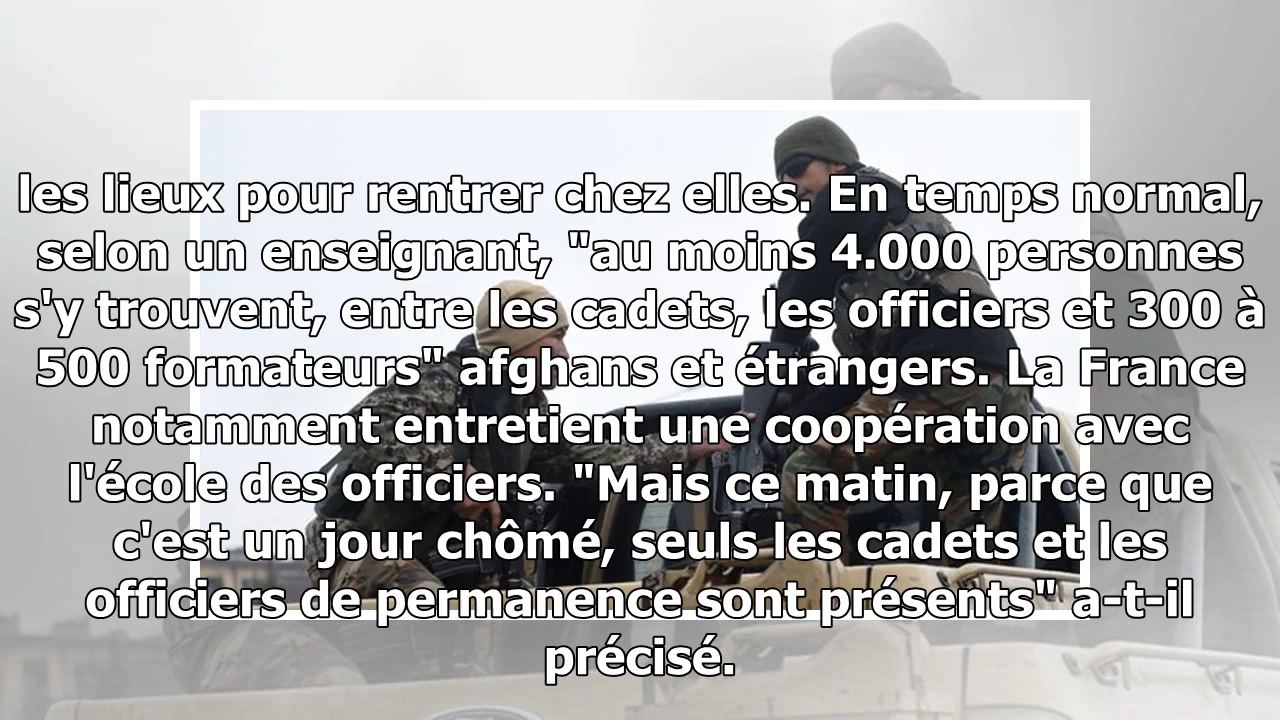 les lieux pour rentrer chez elles. En temps normal,
selon un enseignant, "au moins 4.000 personnes
s'y trouvent, entre les cadets, les officiers et 300 à
500 formateurs" afghans et étrangers. La France
notamment entretient une coopération avec
l'école des officiers. "Mais ce matin, parce que
c'est un jour chômé, seuls les cadets et les
officiers de permanence sont présents" a-t-il
précisé.